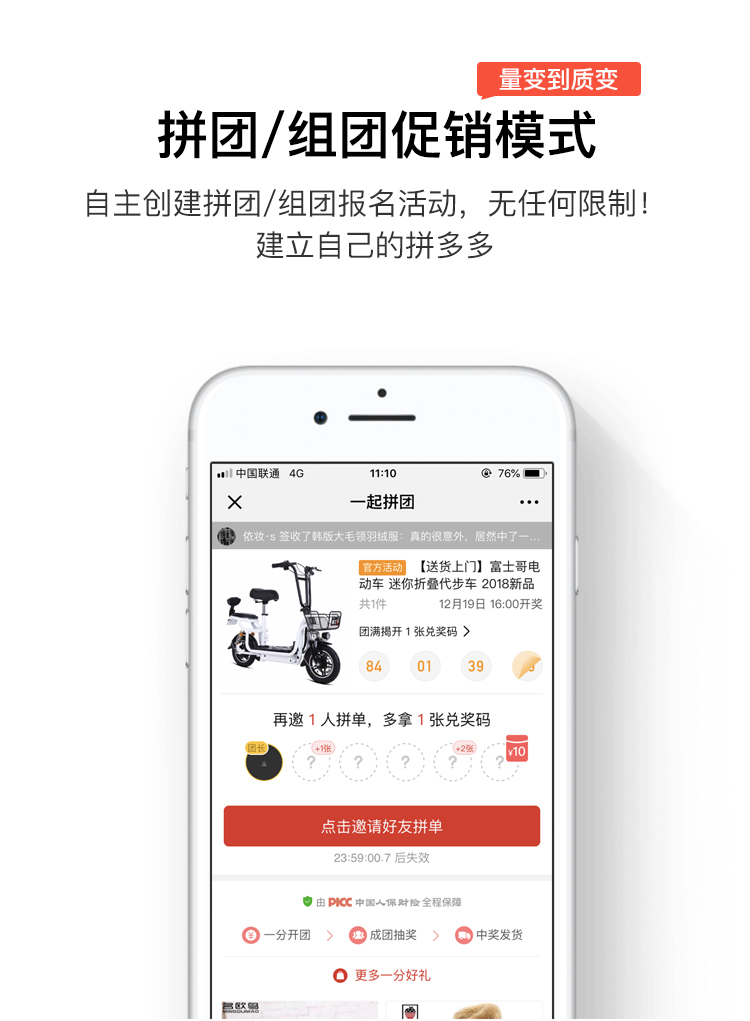 量变到质变
拼团/组团促销模式
自主创建拼团/组团报名活动，无任何限制！
建立自己的拼多多
中国联通 4G 11:10 76%
一起拼团
依妆·s 签收了韩版大毛领羽绒服：真的很意外，居然中了一...
官方活动 【送货上门】富士哥电
动车 迷你折叠代步车 2018新品
共1件 12月19日 16:00开奖
团满揭开 1 张兑奖码
84 01 39
再邀 1 人拼单，多拿 1 张兑奖码
团长 +1张 +2张 ¥10
? ? ? ? ?
点击邀请好友拼单
23:59:00.7 后失效
由 PICC 中国人保财险 全程保障
一分开团 成团抽奖 中奖发货
更多一分好礼
名欧鸟
MINGOUMIAO